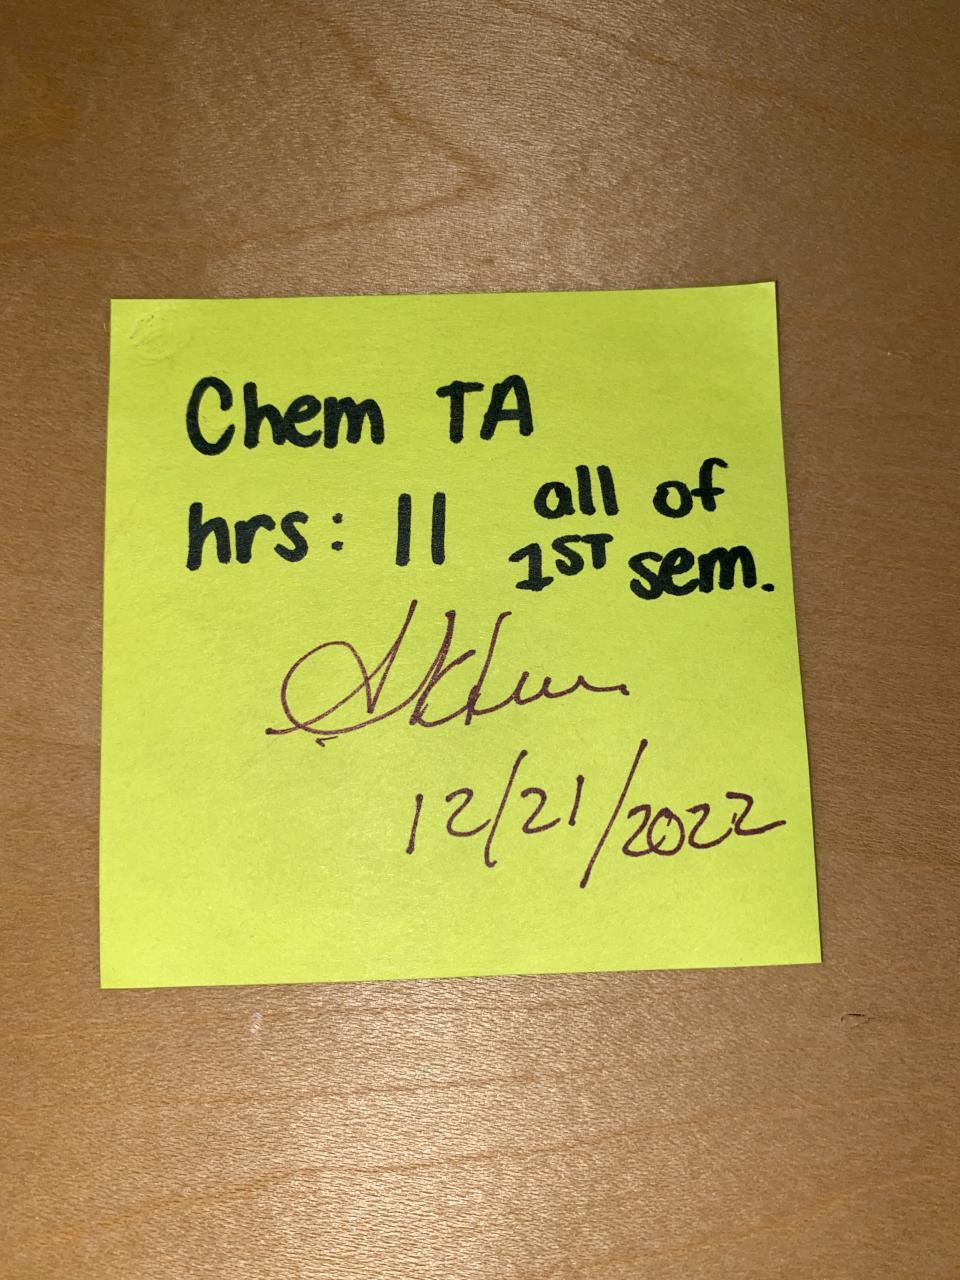 Chem TA
hrs: 11 all of
1ST sem.
12/21/2022